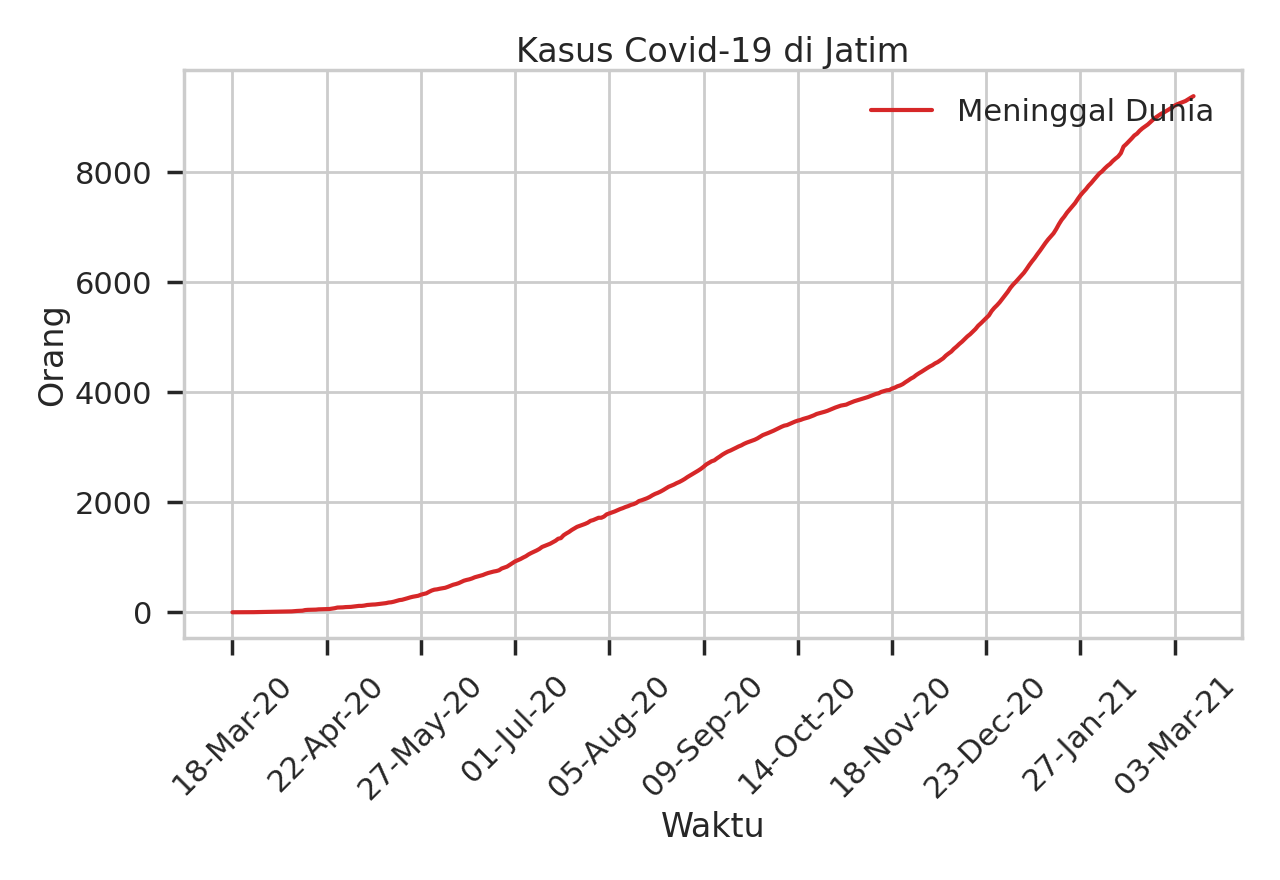 Kasus Covid-19 di Jatim
Meninggal Dunia
Orang
8000
6000
4000
2000
0
18-Mar-20
22-Apr-20
27-May-20
01-Jul-20
05-Aug-20
09-Sep-20
14-Oct-20
18-Nov-20
23-Dec-20
27-Jan-21
03-Mar-21
Waktu